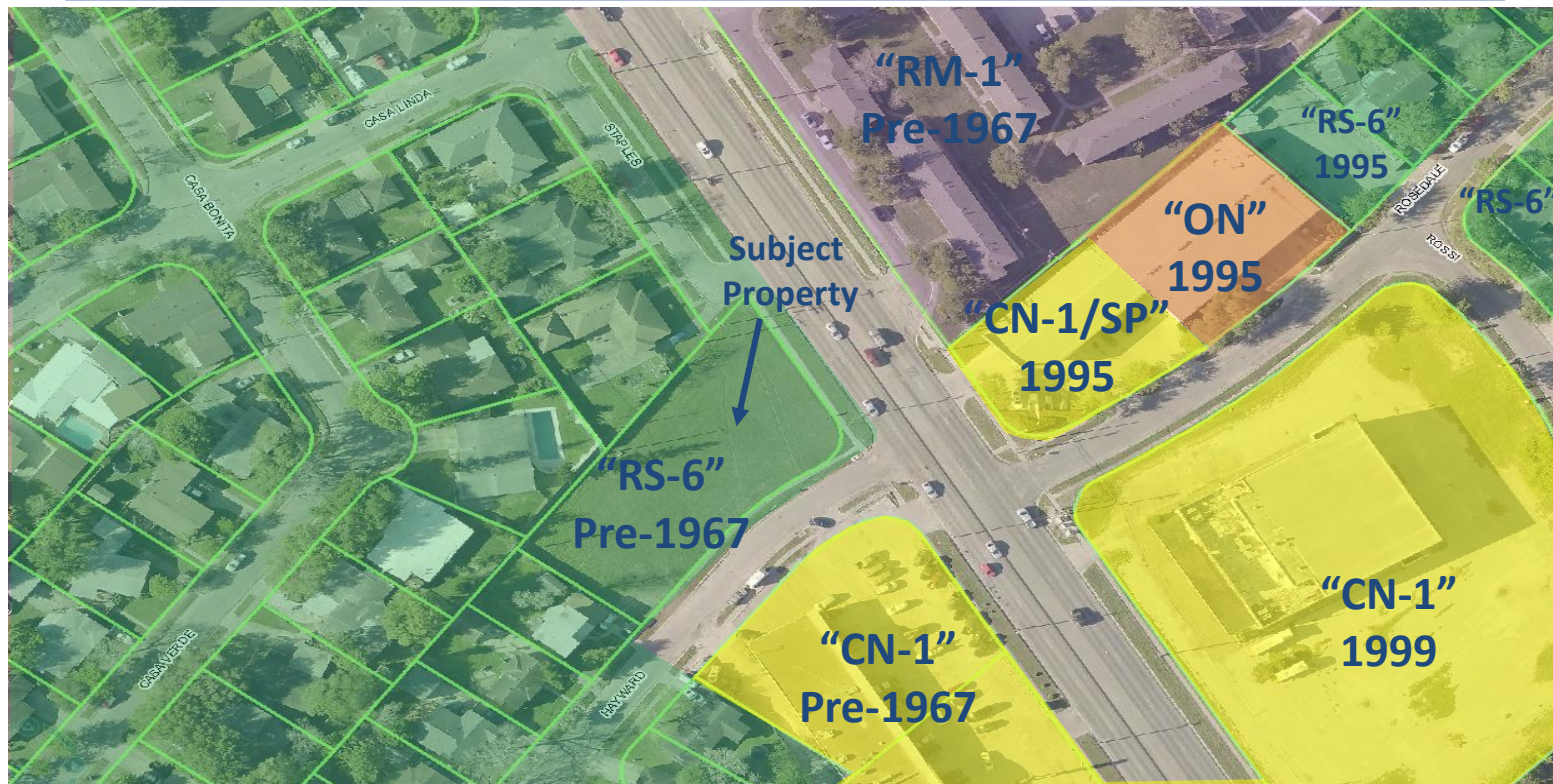 “RM-1”
Pre-1967
“RS-6”
1995
“RS-6”
“ON”
1995
“CN-1/SP”
1995
Subject
Property
“RS-6”
Pre-1967
“CN-1”
Pre-1967
“CN-1”
1999
CASA LINDA
STAPLES
CASA BONITA
ROSEDALE
ROSSI
CASA VERDE
HAYWARD